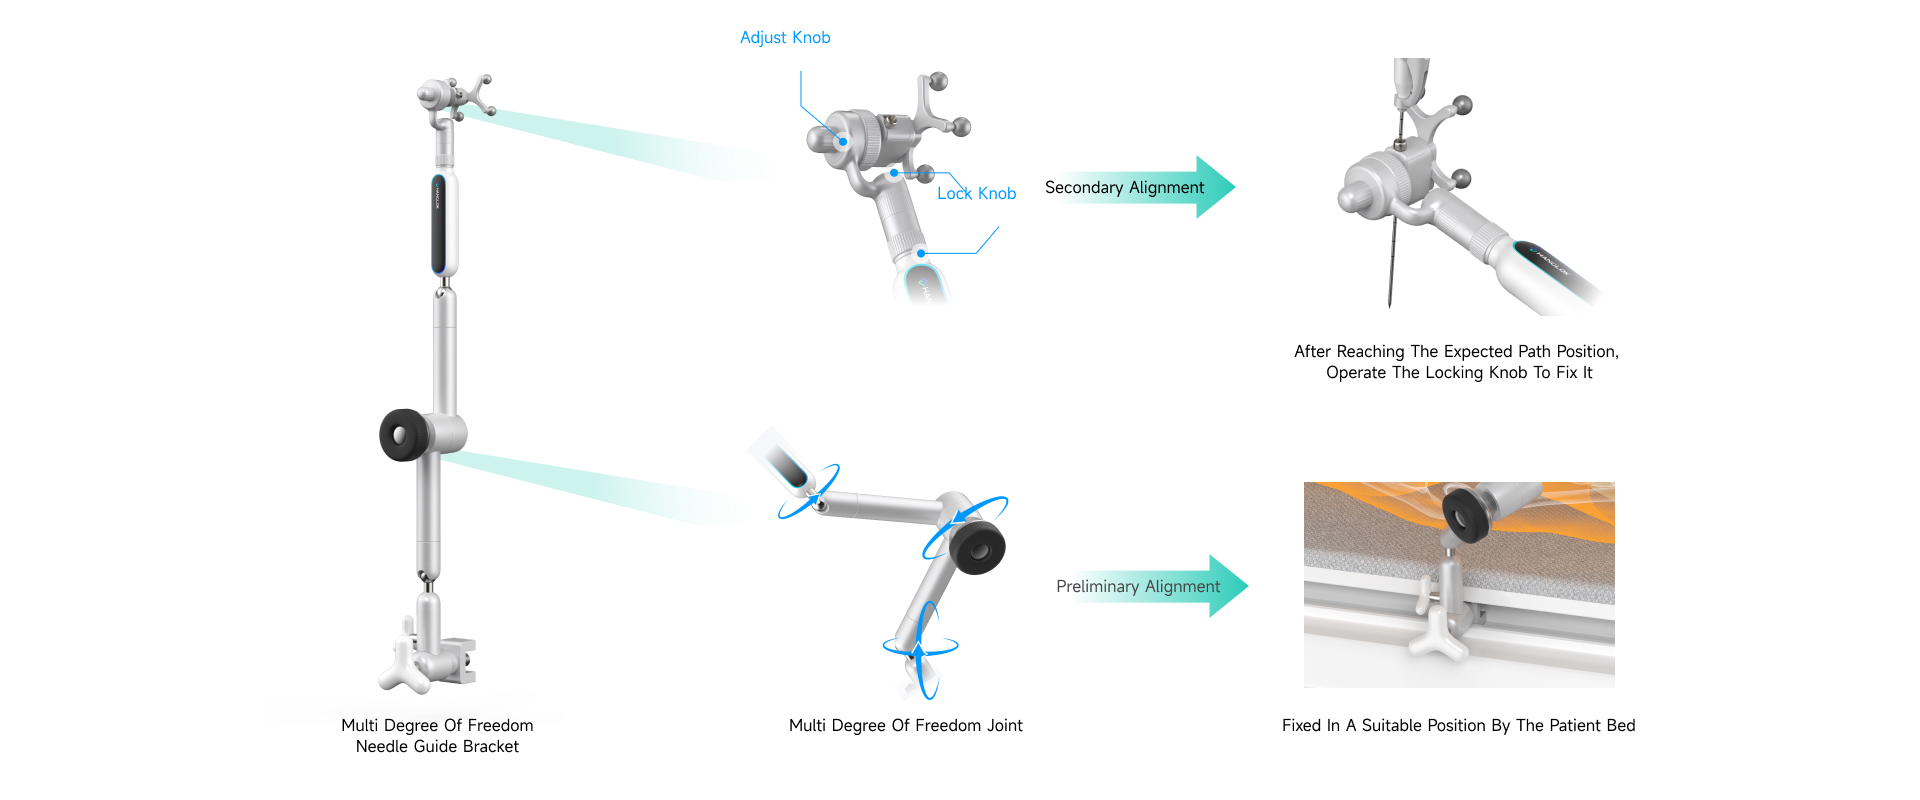 Adjust Knob
Lock Knob
Secondary Alignment
HANGLOK
After Reaching The Expected Path Position,
Operate The Locking Knob To Fix It
Preliminary Alignment
Multi Degree Of Freedom
Needle Guide Bracket
Multi Degree Of Freedom Joint
Fixed In A Suitable Position By The Patient Bed